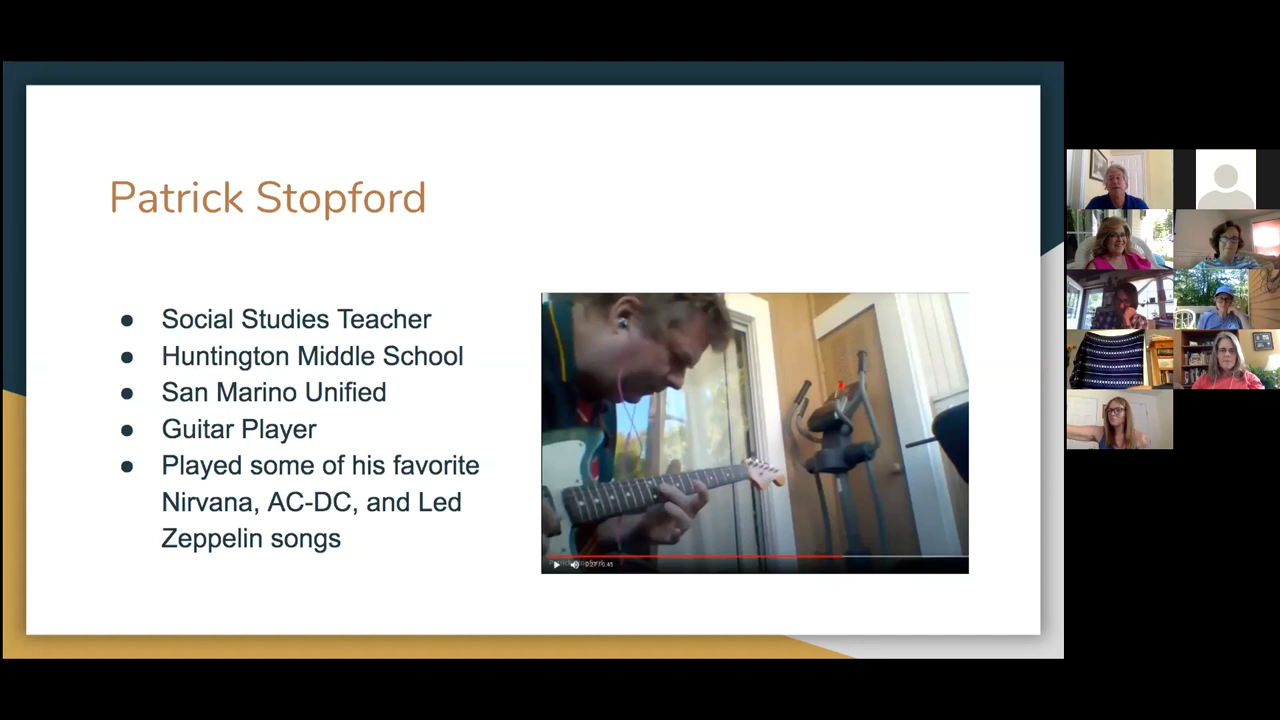 Patrick Stopford
● Social Studies Teacher
● Huntington Middle School
● San Marino Unified
● Guitar Player
● Played some of his favorite
Nirvana, AC-DC, and Led
Zeppelin songs